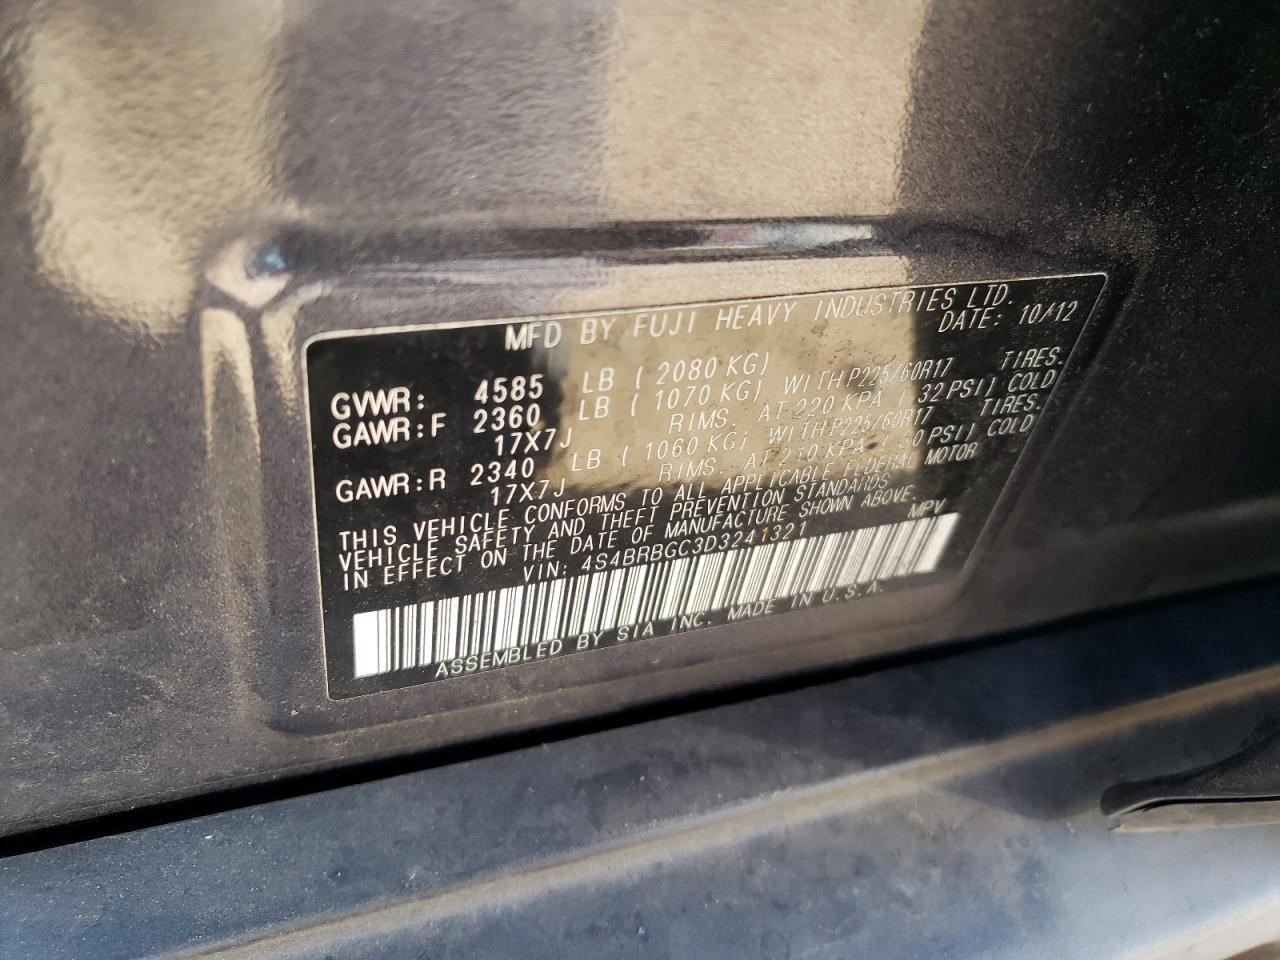 MFD BY FUJI HEAVY INDUSTRIES LTD.
DATE: 10/12
GVWR: 4585 LB ( 2080 KG)
GAWR:F 2360 LB ( 1070 KG) WITH P225/60R17 TIRES.
17X7J RIMS. AT 220 KPA ( 32 PSI) COLD
GAWR:R 2340 LB ( 1060 KG) WITH P225/60R17 TIRES.
17X7J RIMS. AT 210 KPA ( 30 PSI) COLD
THIS VEHICLE CONFORMS TO ALL APPLICABLE FEDERAL MOTOR
VEHICLE SAFETY AND THEFT PREVENTION STANDARDS
IN EFFECT ON THE DATE OF MANUFACTURE SHOWN ABOVE.
VIN: 4S4BRBGC3D3241321 MPV
ASSEMBLED BY SIA INC. MADE IN U.S.A.